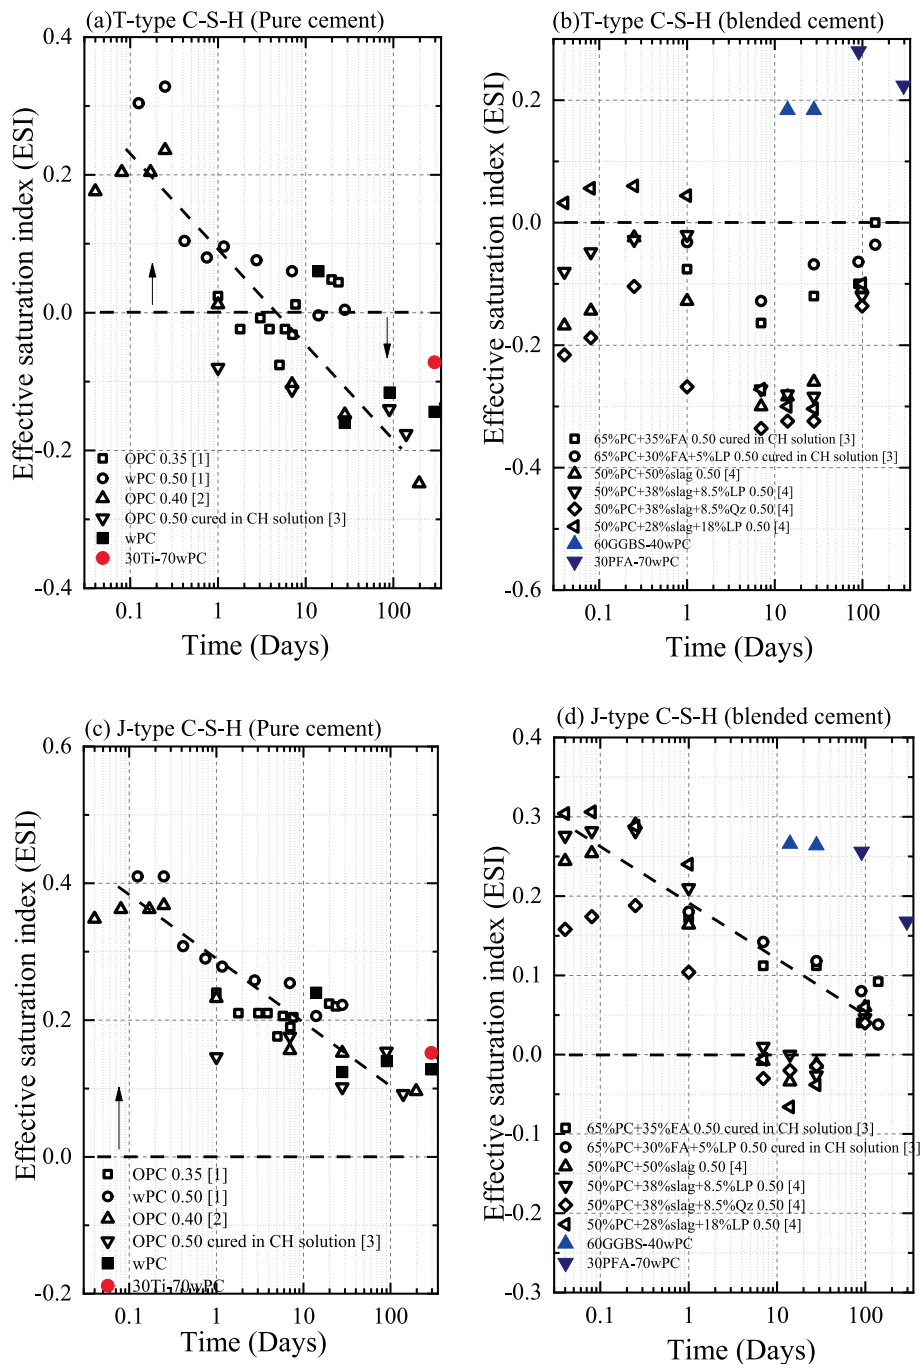 (a)T-type C-S-H (Pure cement)
Effective saturation index (ESI)
0.4
0.2
0.0
-0.2
-0.4
OPC 0.35 [1]
wPC 0.50 [1]
OPC 0.40 [2]
OPC 0.50 cured in CH solution [3]
wPC
30Ti-70wPC
0.1 1 10 100
Time (Days)
(b)T-type C-S-H (blended cement)
Effective saturation index (ESI)
0.2
0.0
-0.2
-0.4
-0.6
65%PC+35%FA 0.50 cured in CH solution [3]
65%PC+30%FA+5%LP 0.50 cured in CH solution [3]
50%PC+50%slag 0.50 [4]
50%PC+38%slag+8.5%LP 0.50 [4]
50%PC+38%slag+8.5%Qz 0.50 [4]
50%PC+28%slag+18%LP 0.50 [4]
60GGBS-40wPC
30PFA-70wPC
0.1 1 10 100
Time (Days)
(c) J-type C-S-H (Pure cement)
Effective saturation index (ESI)
0.6
0.4
0.2
0.0
-0.2
OPC 0.35 [1]
wPC 0.50 [1]
OPC 0.40 [2]
OPC 0.50 cured in CH solution [3]
wPC
30Ti-70wPC
0.1 1 10 100
Time (Days)
(d) J-type C-S-H (blended cement)
Effective saturation index (ESI)
0.4
0.3
0.2
0.1
0.0
-0.1
-0.2
-0.3
65%PC+35%FA 0.50 cured in CH solution [3]
65%PC+30%FA+5%LP 0.50 cured in CH solution [3]
50%PC+50%slag 0.50 [4]
50%PC+38%slag+8.5%LP 0.50 [4]
50%PC+38%slag+8.5%Qz 0.50 [4]
50%PC+28%slag+18%LP 0.50 [4]
60GGBS-40wPC
30PFA-70wPC
0.1 1 10 100
Time (Days)